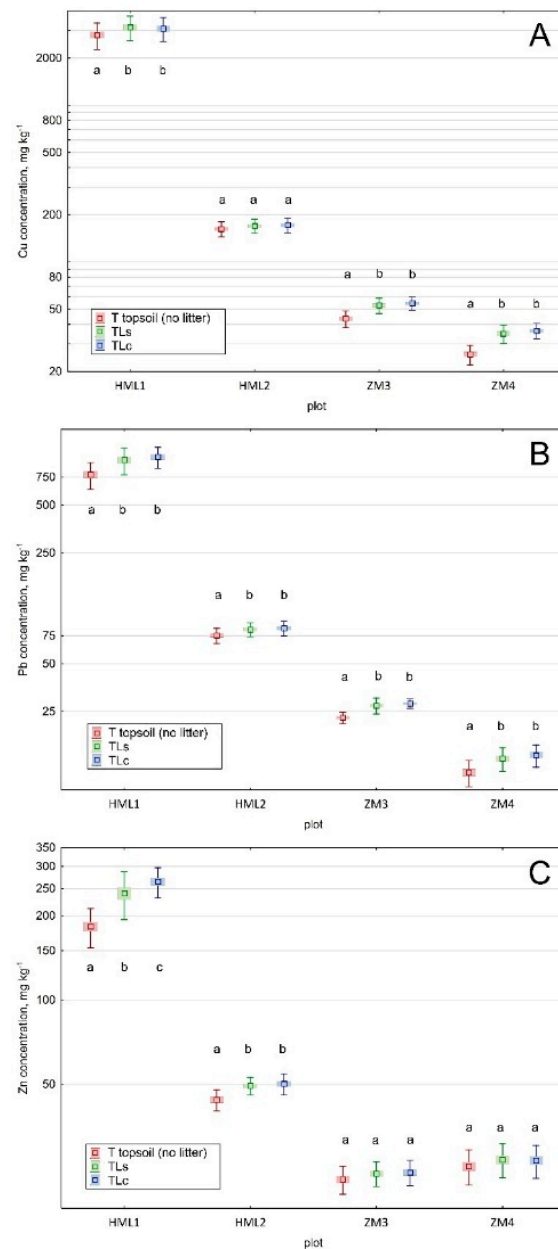 A
Cu concentration, mg kg⁻¹
2000
800
500
200
80
50
20
a b b
a a a
a b b
a b b
T topsoil (no litter)
TLs
TLc
HML1 HML2 ZM3 ZM4
plot
B
Pb concentration, mg kg⁻¹
750
500
250
75
50
25
a b b
a b b
a b b
a b b
T topsoil (no litter)
TLs
TLc
HML1 HML2 ZM3 ZM4
plot
C
Zn concentration, mg kg⁻¹
350
300
250
200
150
100
50
a b c
a b b
a a a
a a a
T topsoil (no litter)
TLs
TLc
HML1 HML2 ZM3 ZM4
plot